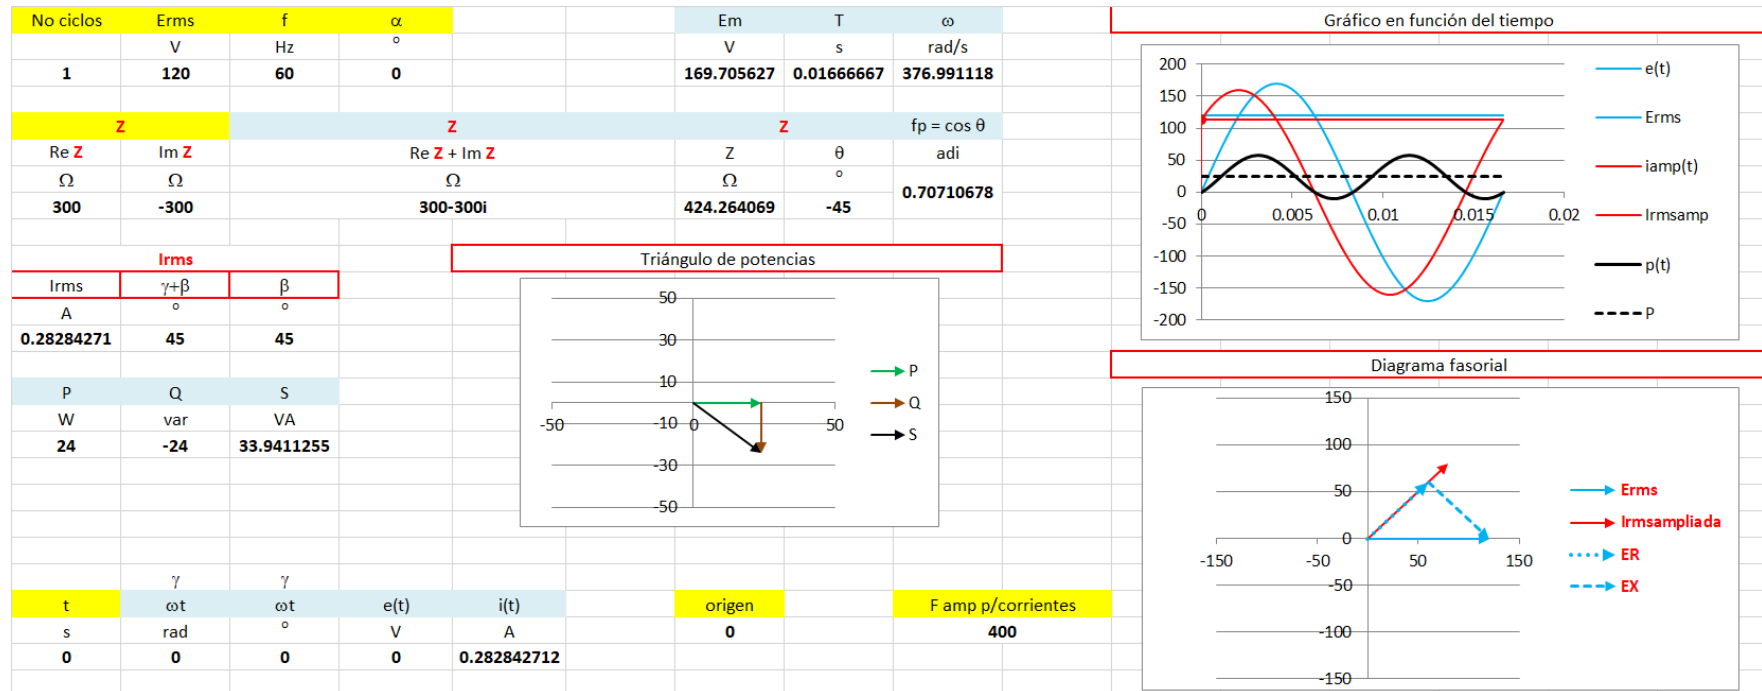 No ciclos Erms f α Em T ω
V Hz ° V s rad/s
1 120 60 0 169.705627 0.01666667 376.991118
Z Z Z fp = cos θ
Re Z Im Z Re Z + Im Z Z θ adi
Ω Ω Ω Ω °
0.70710678
300 -300 300-300i 424.264069 -45
Irms
Irms γ+β β
A ° °
0.28284271 45 45
P Q S
W var VA
24 -24 33.9411255
Triángulo de potencias
50
30
10
-50 -10 0 50
-30
-50
P
Q
S
Gráfico en función del tiempo
200
150
100
50
0
0 0.005 0.01 0.015 0.02
-50
-100
-150
-200
e(t)
Erms
iamp(t)
Irmsamp
p(t)
P
Diagrama fasorial
150
100
50
0
-150 -50 50 150
-50
-100
-150
Erms
Irmsampliada
ER
EX
γ γ
t ωt ωt e(t) i(t) origen F amp p/corrientes
s rad ° V A 0 400
0 0 0 0 0.282842712